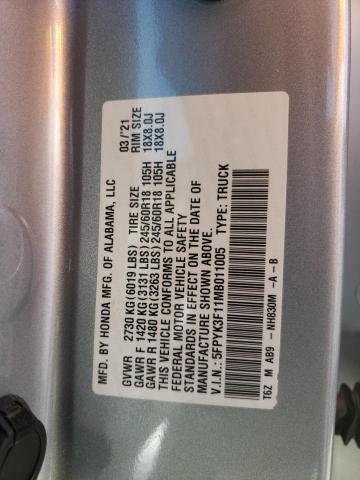 MFD. BY HONDA MFG. OF ALABAMA, LLC 03/'21
GVWR 2730 KG(6019 LBS) TIRE SIZE RIM SIZE
GAWR F 1420 KG(3131 LBS) 245/60R18 105H 18X8.0J
GAWR R 1480 KG(3263 LBS) 245/60R18 105H 18X8.0J
THIS VEHICLE CONFORMS TO ALL APPLICABLE
FEDERAL MOTOR VEHICLE SAFETY
STANDARDS IN EFFECT ON THE DATE OF
MANUFACTURE SHOWN ABOVE.
V.I.N.: 5FPYK3F11MB011005 TYPE: TRUCK
T6Z M AB9 -NH830M -A -B